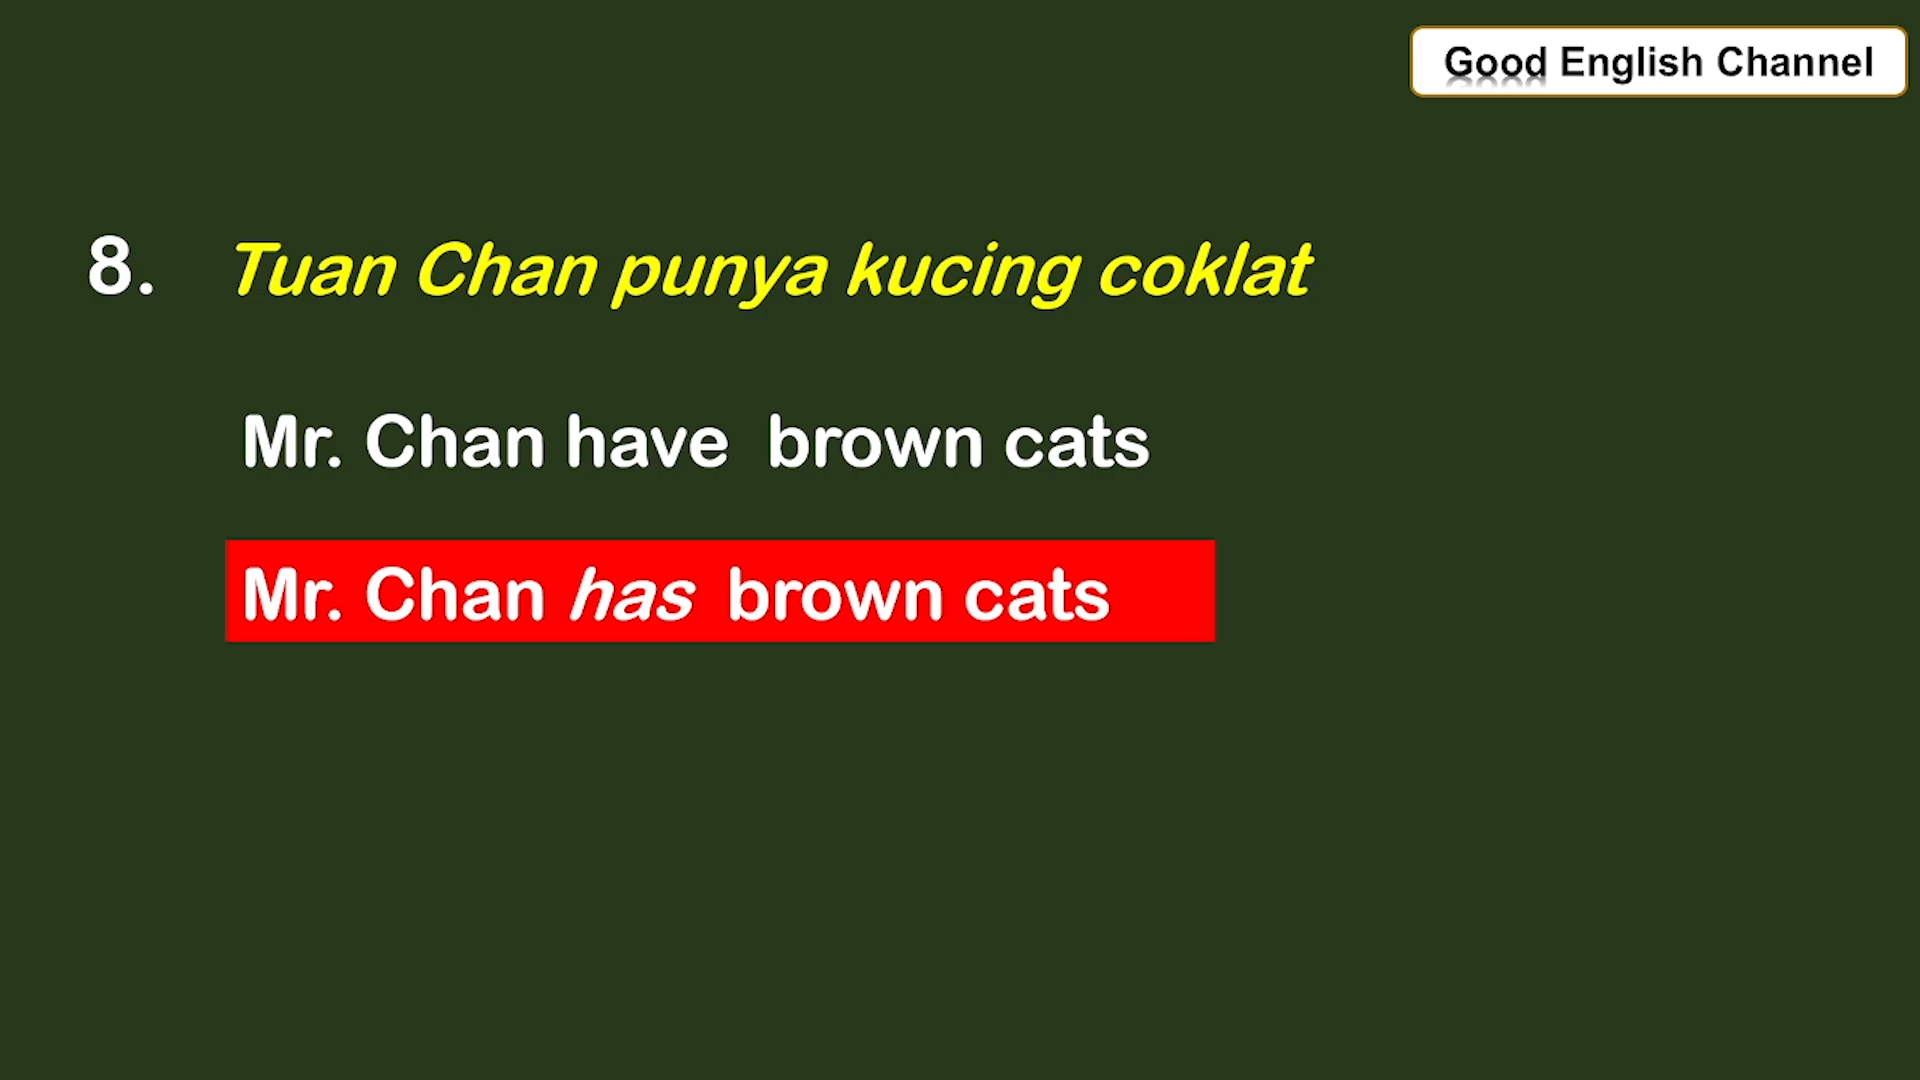 Good English Channel
8. Tuan Chan punya kucing coklat
Mr. Chan have brown cats
Mr. Chan has brown cats